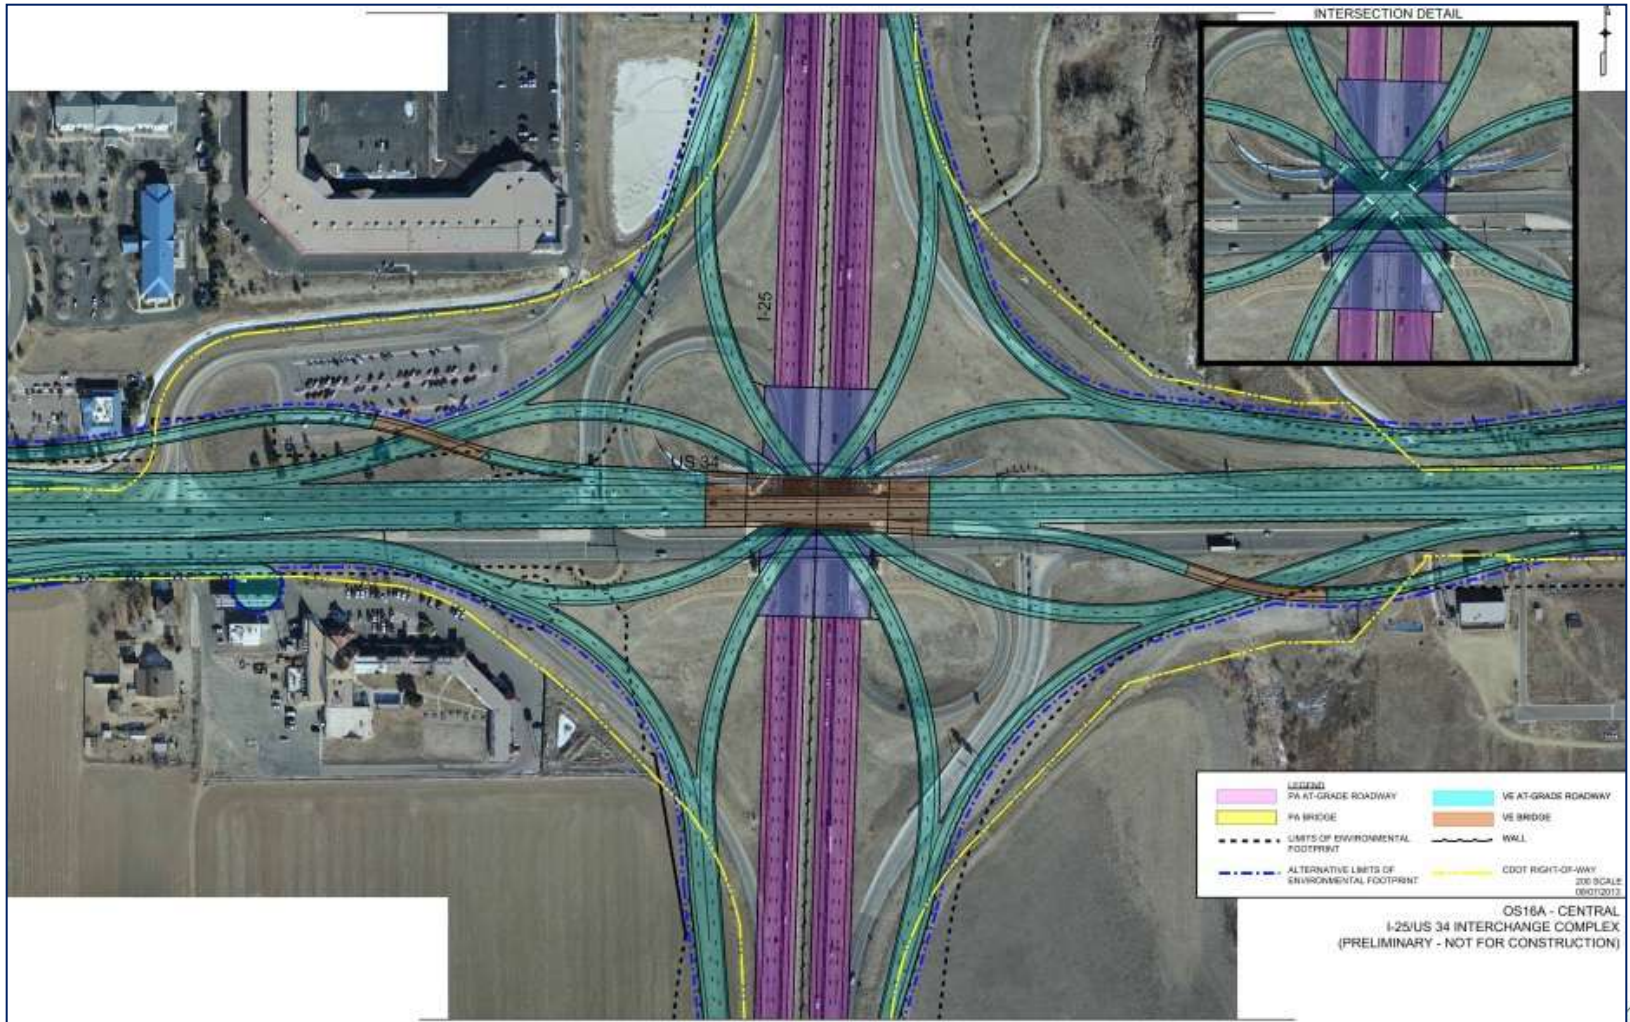 INTERSECTION DETAIL
I-25
US 34
LEGEND
PA AT-GRADE ROADWAY
VE AT-GRADE ROADWAY
PA BRIDGE
VE BRIDGE
LIMITS OF ENVIRONMENTAL
FOOTPRINT
WALL
ALTERNATIVE LIMITS OF
ENVIRONMENTAL FOOTPRINT
CDOT RIGHT-OF-WAY
200 SCALE
OS16A - CENTRAL
I-25/US 34 INTERCHANGE COMPLEX
(PRELIMINARY - NOT FOR CONSTRUCTION)